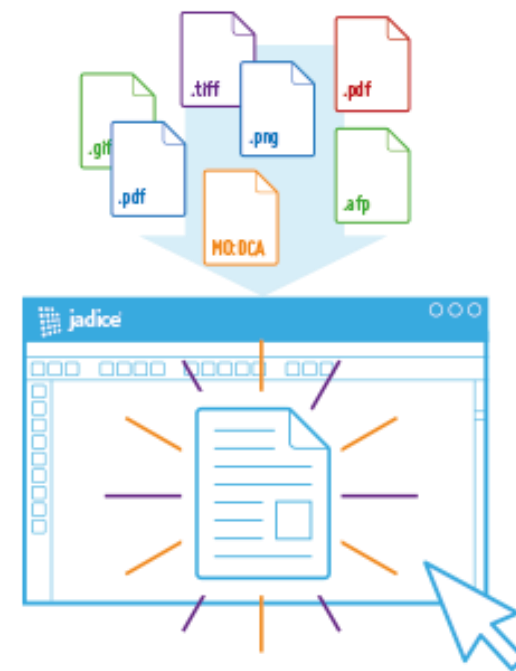 .tiff
.pdf
.png
.gif
.pdf
.afp
MO:DCA
jadice